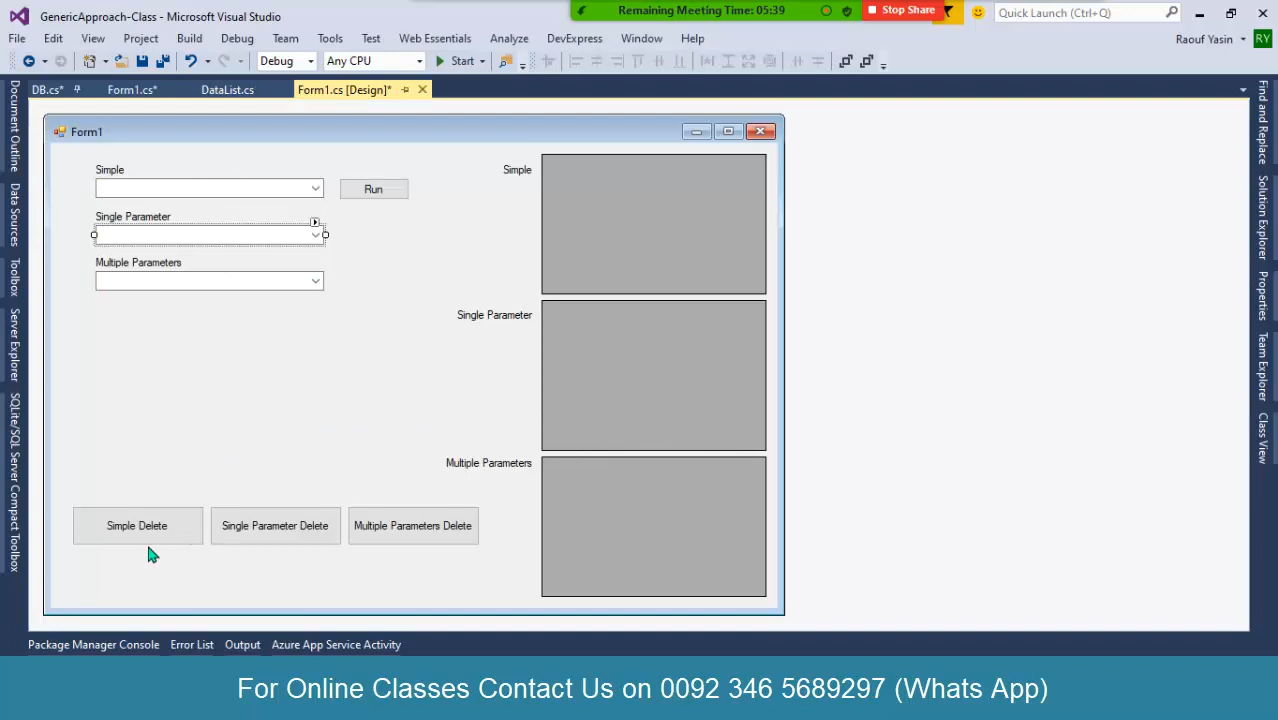 GenericApproach-Class - Microsoft Visual Studio
Remaining Meeting Time: 05:39
Stop Share
Quick Launch (Ctrl+Q)
File Edit View Project Build Debug Team Tools Test Web Essentials Analyze DevExpress Window Help
Raouf Yasin RY
Debug Any CPU Start
DB.cs* Form1.cs* DataList.cs Form1.cs [Design]*
Document Outline
Data Sources
Toolbox
Server Explorer
SQLite/SQL Server Compact Toolbox
Form1
Simple
Run
Single Parameter
Multiple Parameters
Simple
Single Parameter
Multiple Parameters
Simple Delete Single Parameter Delete Multiple Parameters Delete
Find and Replace
Solution Explorer
Properties
Team Explorer
Class View
Package Manager Console Error List Output Azure App Service Activity
For Online Classes Contact Us on 0092 346 5689297 (Whats App)